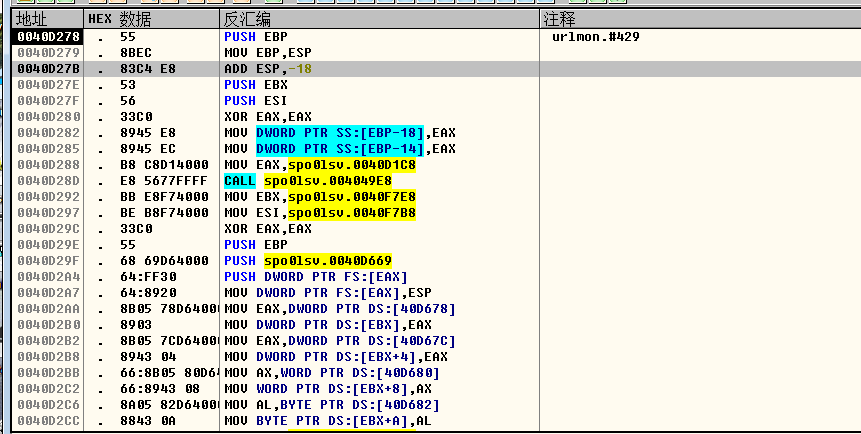 地址 HEX 数据 反汇编 注释
0040D278 . 55 PUSH EBP urlmon.#429
0040D279 . 8BEC MOV EBP,ESP
0040D27B . 83C4 E8 ADD ESP,-18
0040D27E . 53 PUSH EBX
0040D27F . 56 PUSH ESI
0040D280 . 33C0 XOR EAX,EAX
0040D282 . 8945 E8 MOV DWORD PTR SS:[EBP-18],EAX
0040D285 . 8945 EC MOV DWORD PTR SS:[EBP-14],EAX
0040D288 . B8 C8D14000 MOV EAX,spo0lsv.0040D1C8
0040D28D . E8 5677FFFF CALL spo0lsv.004049E8
0040D292 . BB E8F74000 MOV EBX,spo0lsv.0040F7E8
0040D297 . BE B8F74000 MOV ESI,spo0lsv.0040F7B8
0040D29C . 33C0 XOR EAX,EAX
0040D29E . 55 PUSH EBP
0040D29F . 68 69D64000 PUSH spo0lsv.0040D669
0040D2A4 . 64:FF30 PUSH DWORD PTR FS:[EAX]
0040D2A7 . 64:8920 MOV DWORD PTR FS:[EAX],ESP
0040D2AA . 8B05 78D6400 MOV EAX,DWORD PTR DS:[40D678]
0040D2B0 . 8903 MOV DWORD PTR DS:[EBX],EAX
0040D2B2 . 8B05 7CD6400 MOV EAX,DWORD PTR DS:[40D67C]
0040D2B8 . 8943 04 MOV DWORD PTR DS:[EBX+4],EAX
0040D2BB . 66:8B05 80D64 MOV AX,WORD PTR DS:[40D680]
0040D2C2 . 66:8943 08 MOV WORD PTR DS:[EBX+8],AX
0040D2C6 . 8A05 82D6400 MOV AL,BYTE PTR DS:[40D682]
0040D2CC . 8843 0A MOV BYTE PTR DS:[EBX+A],AL